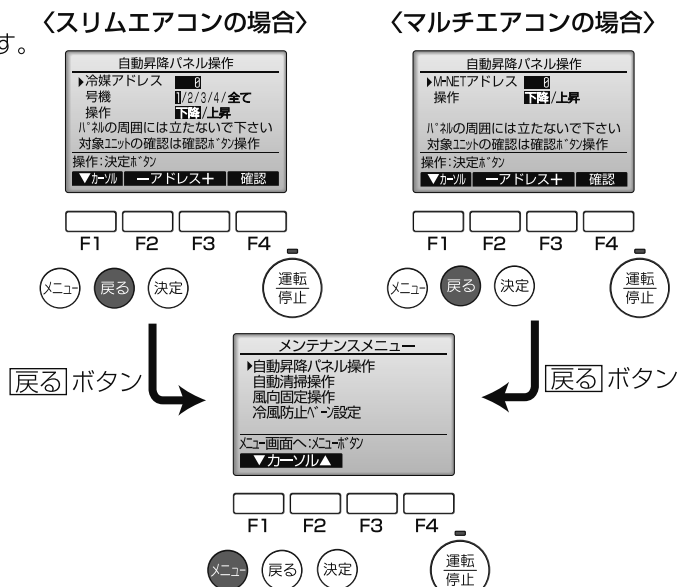 す。
〈スリムエアコンの場合〉
自動昇降パネル操作
▶冷媒アドレス 0
号機 1/2/3/4/全て
操作 下降/上昇
パネルの周囲には立たないで下さい
対象ユニットの確認は確認ボタン操作
操作:決定ボタン
▼カーソル ーアドレス＋ 確認
F1 F2 F3 F4
メニュー 戻る 決定 運転
停止
〈マルチエアコンの場合〉
自動昇降パネル操作
▶M-NETアドレス 0
操作 下降/上昇
パネルの周囲には立たないで下さい
対象ユニットの確認は確認ボタン操作
操作:決定ボタン
▼カーソル ーアドレス＋ 確認
F1 F2 F3 F4
メニュー 戻る 決定 運転
停止
戻る ボタン
戻る ボタン
メンテナンスメニュー
▶自動昇降パネル操作
自動清掃操作
風向固定操作
冷風防止ベーン設定
メニュー画面へ:メニューボタン
▼カーソル▲
F1 F2 F3 F4
メニュー 戻る 決定 運転
停止